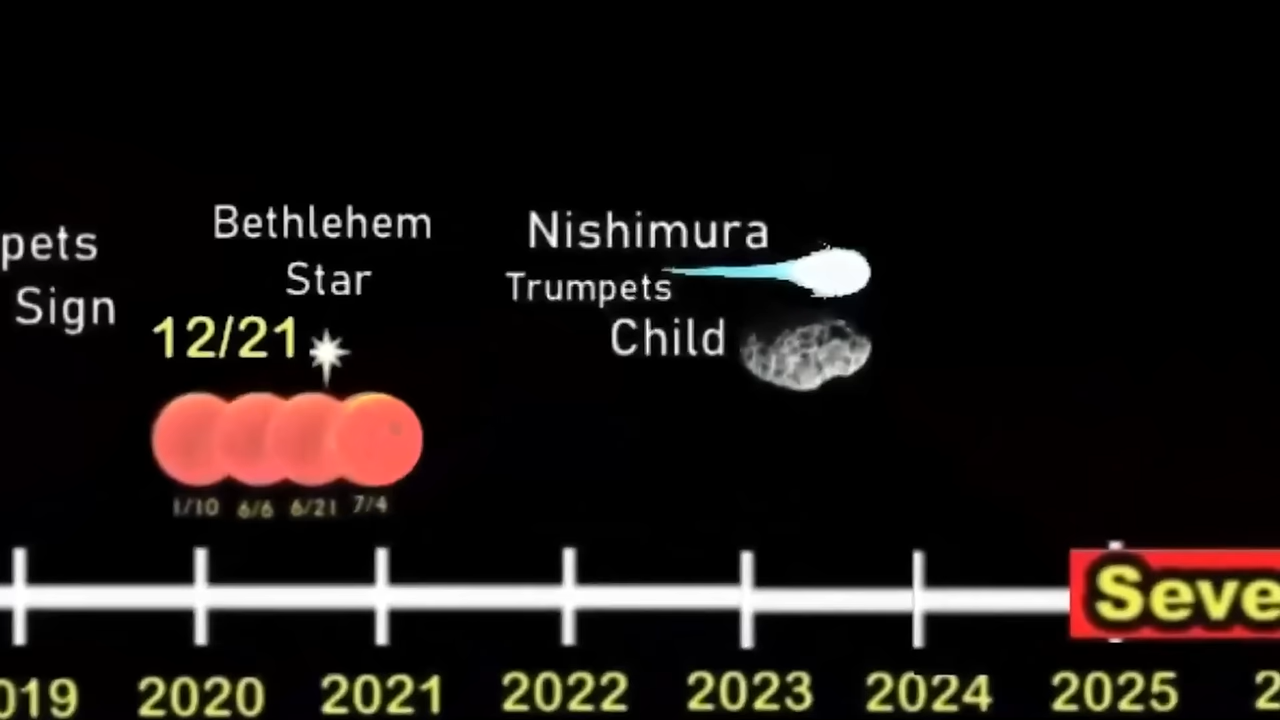 pets
Sign
Bethlehem
Star
12/21
1/10 6/6 6/21 7/4
Nishimura
Trumpets
Child
Seve
019 2020 2021 2022 2023 2024 2025 2